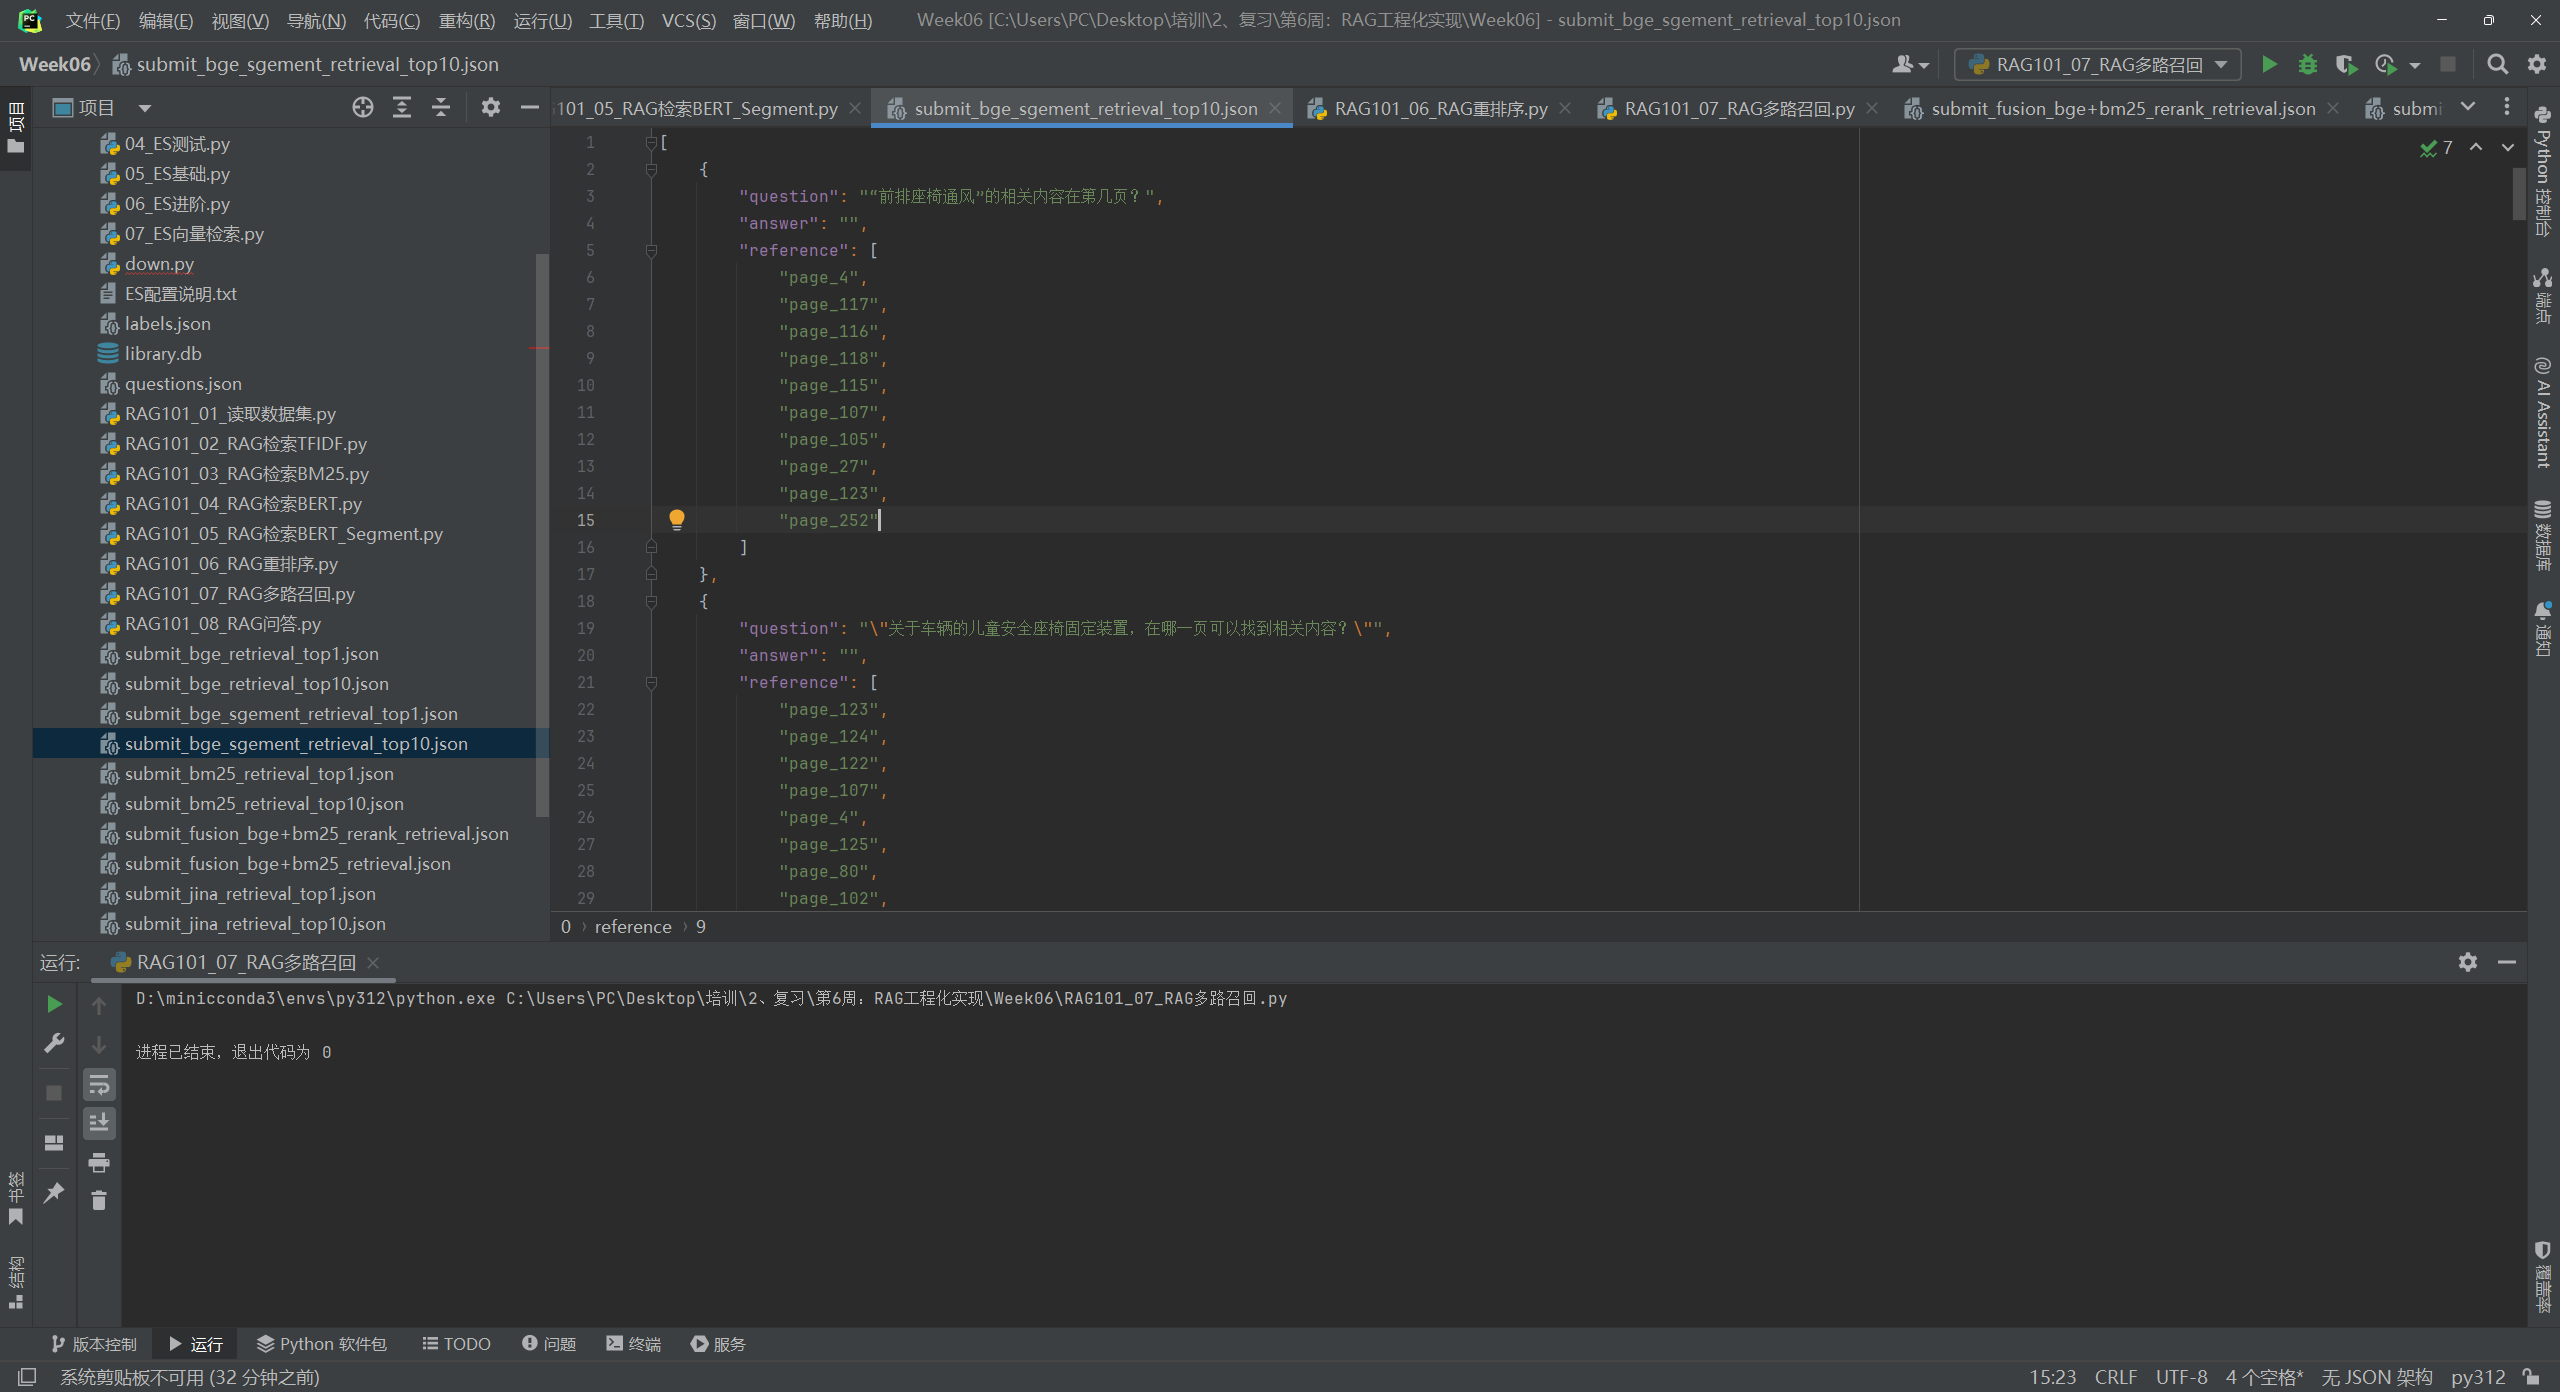 文件(F) 编辑(E) 视图(V) 导航(N) 代码(C) 重构(R) 运行(U) 工具(T) VCS(S) 窗口(W) 帮助(H) Week06 [C:\Users\PC\Desktop\培训\2、复习\第6周：RAG工程化实现\Week06] - submit_bge_sgement_retrieval_top10.json
Week06 submit_bge_sgement_retrieval_top10.json RAG101_07_RAG多路召回
项目
项目
101_05_RAG检索BERT_Segment.py submit_bge_sgement_retrieval_top10.json RAG101_06_RAG重排序.py RAG101_07_RAG多路召回.py submit_fusion_bge+bm25_rerank_retrieval.json submi
04_ES测试.py
05_ES基础.py
06_ES进阶.py
07_ES向量检索.py
down.py
ES配置说明.txt
labels.json
library.db
questions.json
RAG101_01_读取数据集.py
RAG101_02_RAG检索TFIDF.py
RAG101_03_RAG检索BM25.py
RAG101_04_RAG检索BERT.py
RAG101_05_RAG检索BERT_Segment.py
RAG101_06_RAG重排序.py
RAG101_07_RAG多路召回.py
RAG101_08_RAG问答.py
submit_bge_retrieval_top1.json
submit_bge_retrieval_top10.json
submit_bge_sgement_retrieval_top1.json
submit_bge_sgement_retrieval_top10.json
submit_bm25_retrieval_top1.json
submit_bm25_retrieval_top10.json
submit_fusion_bge+bm25_rerank_retrieval.json
submit_fusion_bge+bm25_retrieval.json
submit_jina_retrieval_top1.json
submit_jina_retrieval_top10.json
7
1 [
2 {
3 "question": "“前排座椅通风”的相关内容在第几页？",
4 "answer": "",
5 "reference": [
6 "page_4",
7 "page_117",
8 "page_116",
9 "page_118",
10 "page_115",
11 "page_107",
12 "page_105",
13 "page_27",
14 "page_123",
15 "page_252"
16 ]
17 },
18 {
19 "question": "\"关于车辆的儿童安全座椅固定装置，在哪一页可以找到相关内容？\"",
20 "answer": "",
21 "reference": [
22 "page_123",
23 "page_124",
24 "page_122",
25 "page_107",
26 "page_4",
27 "page_125",
28 "page_80",
29 "page_102",
0 reference 9
Python 控制台
端点
AI Assistant
数据库
通知
覆盖率
运行: RAG101_07_RAG多路召回
D:\minicconda3\envs\py312\python.exe C:\Users\PC\Desktop\培训\2、复习\第6周：RAG工程化实现\Week06\RAG101_07_RAG多路召回.py
进程已结束，退出代码为 0
书签
结构
版本控制 运行 Python 软件包 TODO 问题 终端 服务
系统剪贴板不可用 (32 分钟之前) 15:23 CRLF UTF-8 4 个空格* 无 JSON 架构 py312